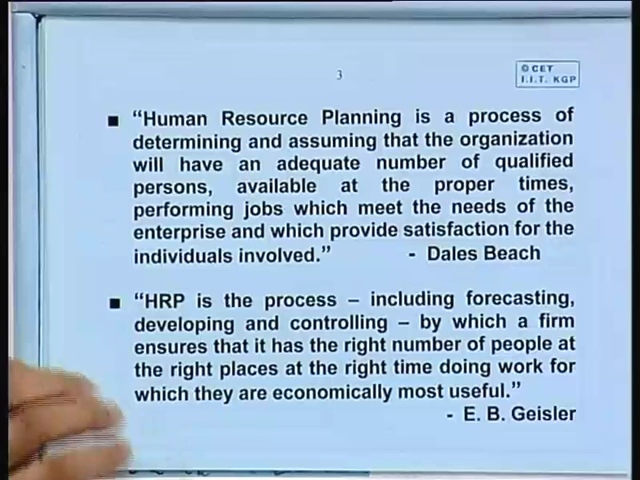 3
© CET
I.I.T. KGP
■ “Human Resource Planning is a process of
determining and assuming that the organization
will have an adequate number of qualified
persons, available at the proper times,
performing jobs which meet the needs of the
enterprise and which provide satisfaction for the
individuals involved.” - Dales Beach
■ “HRP is the process – including forecasting,
developing and controlling – by which a firm
ensures that it has the right number of people at
the right places at the right time doing work for
which they are economically most useful.”
- E. B. Geisler